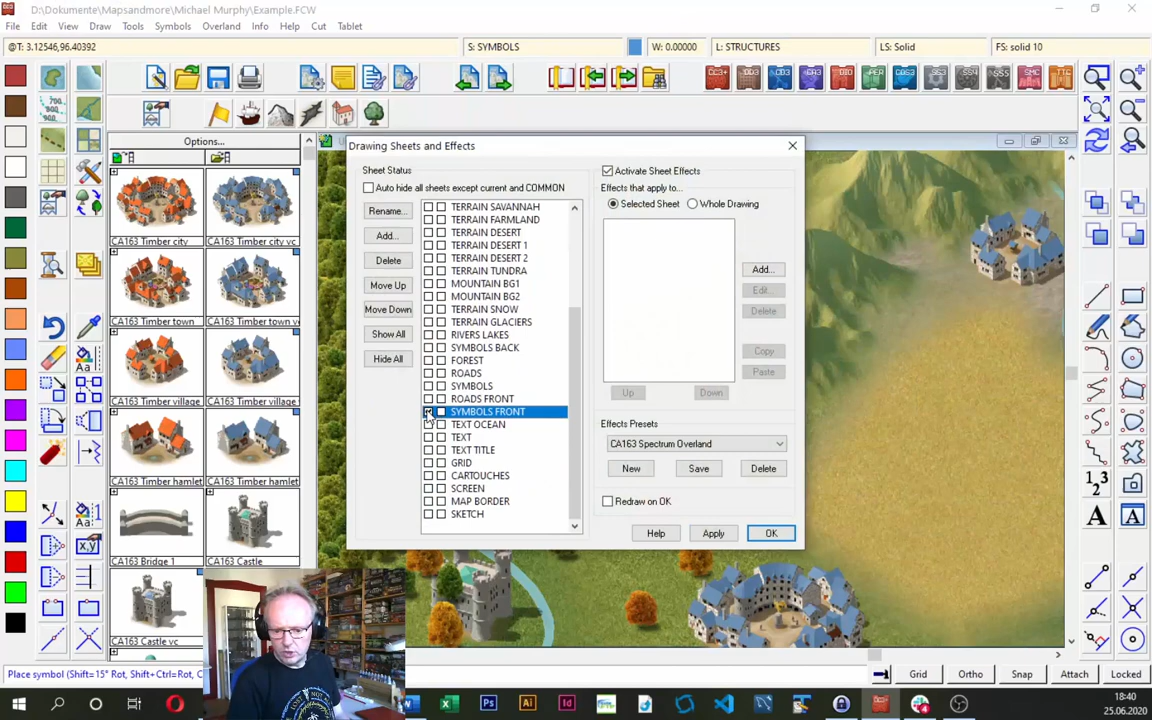 D:\Dokumente\Mapsandmore\Michael Murphy\Example.FCW
File Edit View Draw Tools Symbols Overland Info Help Cut Tablet
@T: 3.12546,96.40392
S: SYMBOLS
W: 0.00000
L: STRUCTURES
LS: Solid
FS: solid 10
Options...
CA163 Timber city
CA163 Timber city vc
CA163 Timber town
CA163 Timber town v
CA163 Timber village
CA163 Timber village
CA163 Timber hamlet
CA163 Timber hamlet
CA163 Bridge 1
CA163 Castle
CA163 Castle vc
Drawing Sheets and Effects
Sheet Status
Auto hide all sheets except current and COMMON
Rename...
Add...
Delete
Move Up
Move Down
Show All
Hide All
TERRAIN SAVANNAH
TERRAIN FARMLAND
TERRAIN DESERT
TERRAIN DESERT 1
TERRAIN DESERT 2
TERRAIN TUNDRA
MOUNTAIN BG1
MOUNTAIN BG2
TERRAIN SNOW
TERRAIN GLACIERS
RIVERS LAKES
SYMBOLS BACK
FOREST
ROADS
SYMBOLS
ROADS FRONT
SYMBOLS FRONT
TEXT OCEAN
TEXT
TEXT TITLE
GRID
CARTOUCHES
SCREEN
MAP BORDER
SKETCH
Activate Sheet Effects
Effects that apply to...
Selected Sheet
Whole Drawing
Add...
Edit...
Delete
Copy
Paste
Up
Down
Effects Presets
CA163 Spectrum Overland
New
Save
Delete
Redraw on OK
Help
Apply
OK
Place symbol (Shift=15° Rot, Shift+Ctrl=Rot,
Grid
Ortho
Snap
Attach
Locked
18:40
25.06.2020